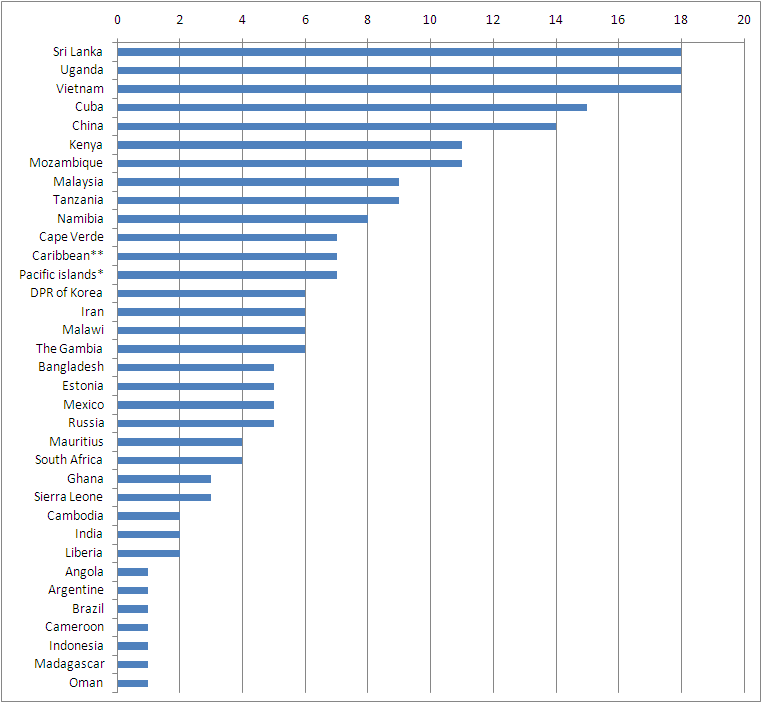 0 2 4 6 8 10 12 14 16 18 20
Sri Lanka
Uganda
Vietnam
Cuba
China
Kenya
Mozambique
Malaysia
Tanzania
Namibia
Cape Verde
Caribbean**
Pacific islands*
DPR of Korea
Iran
Malawi
The Gambia
Bangladesh
Estonia
Mexico
Russia
Mauritius
South Africa
Ghana
Sierra Leone
Cambodia
India
Liberia
Angola
Argentine
Brazil
Cameroon
Indonesia
Madagascar
Oman